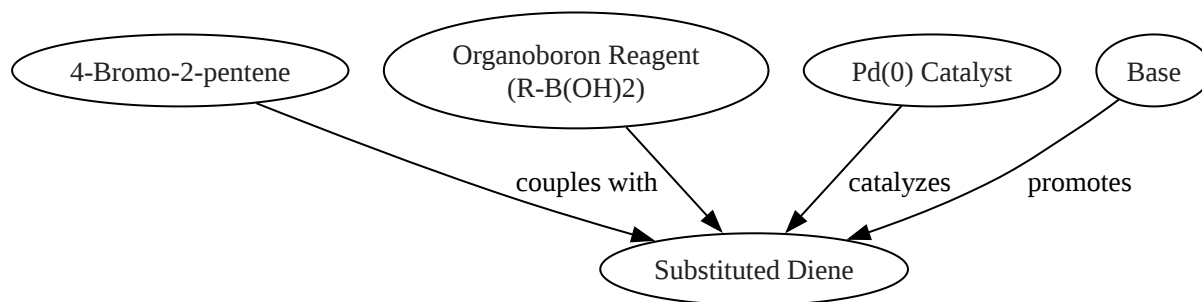 4-Bromo-2-pentene
Organoboron Reagent
(R-B(OH)2)
Pd(0) Catalyst
Base
couples with
catalyzes
promotes
Substituted Diene